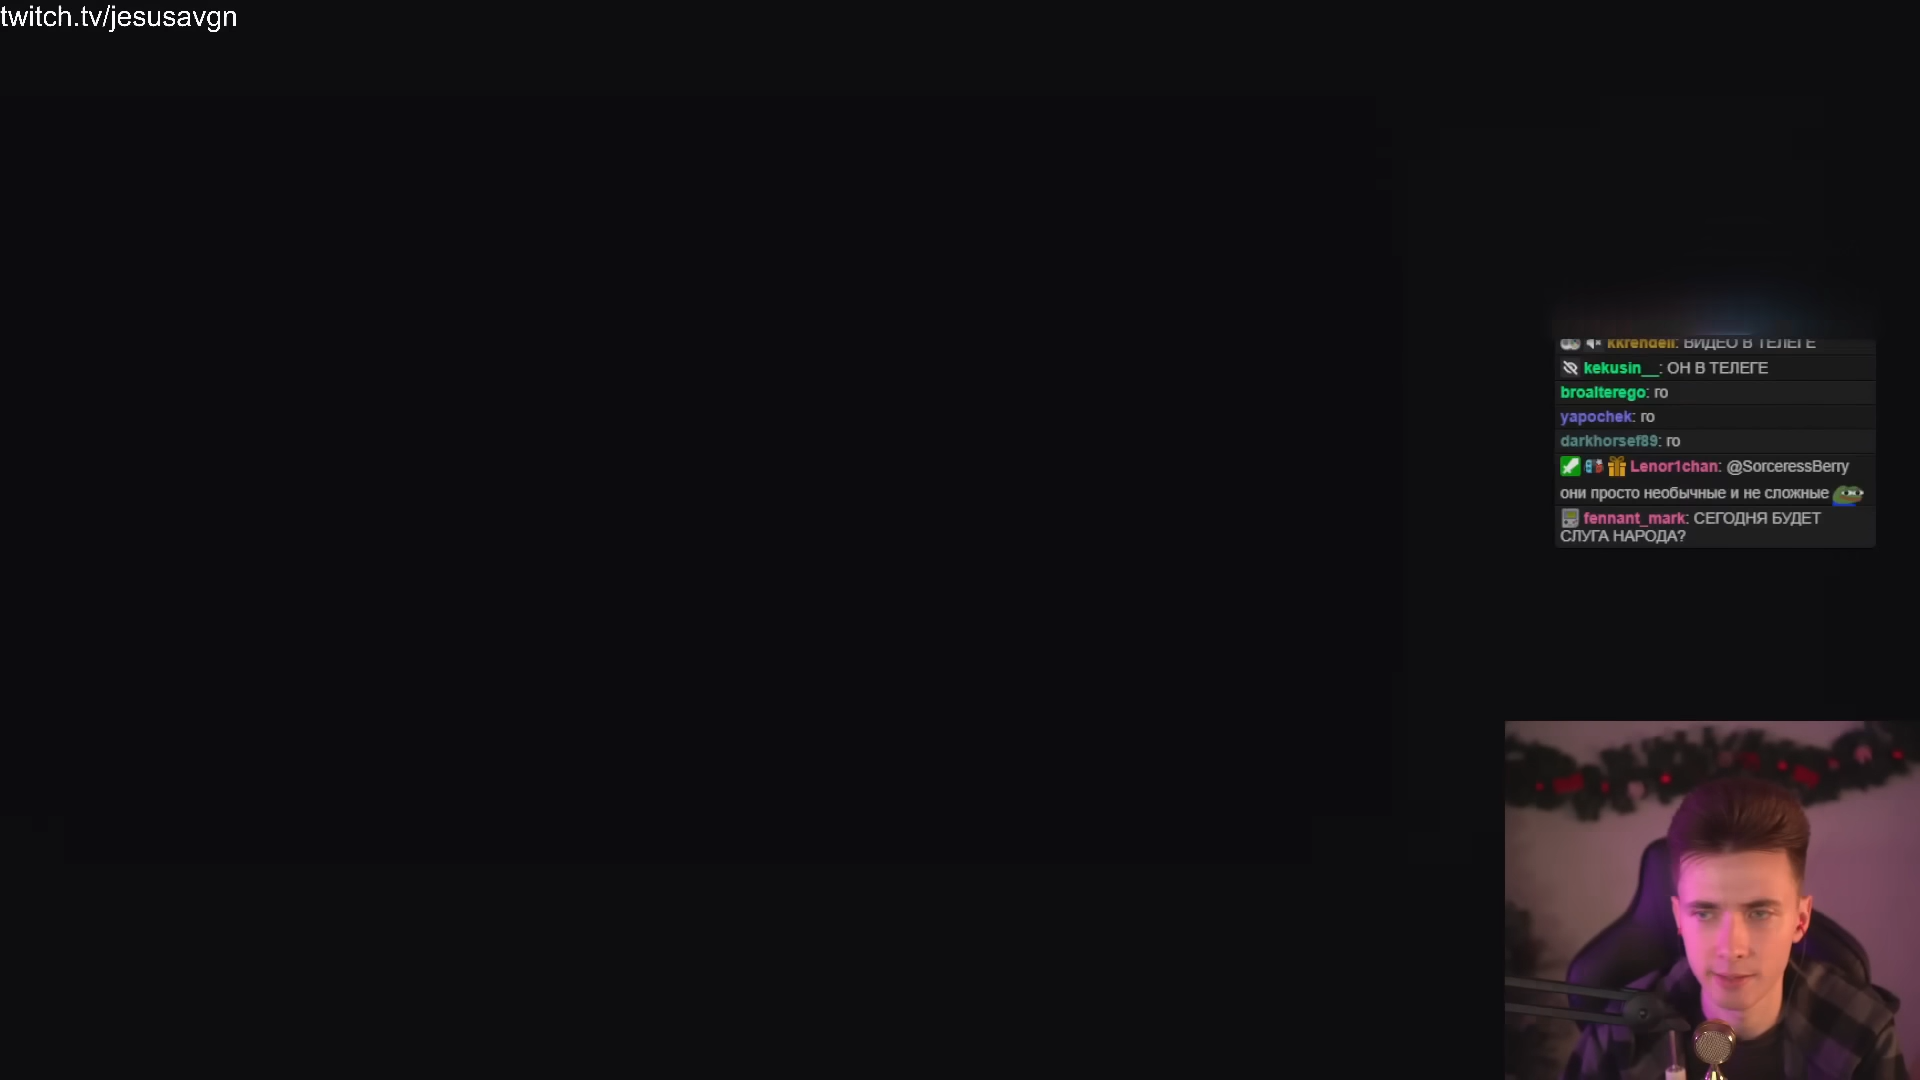 twitch.tv/jesusavgn
kkrendell: ВИДЕО В ТЕЛЕГЕ
kekusin__: ОН В ТЕЛЕГЕ
broalterego: го
yapochek: го
darkhorsef89: го
Lenor1chan: @SorceressBerry
они просто необычные и не сложные
fennant_mark: СЕГОДНЯ БУДЕТ
СЛУГА НАРОДА?